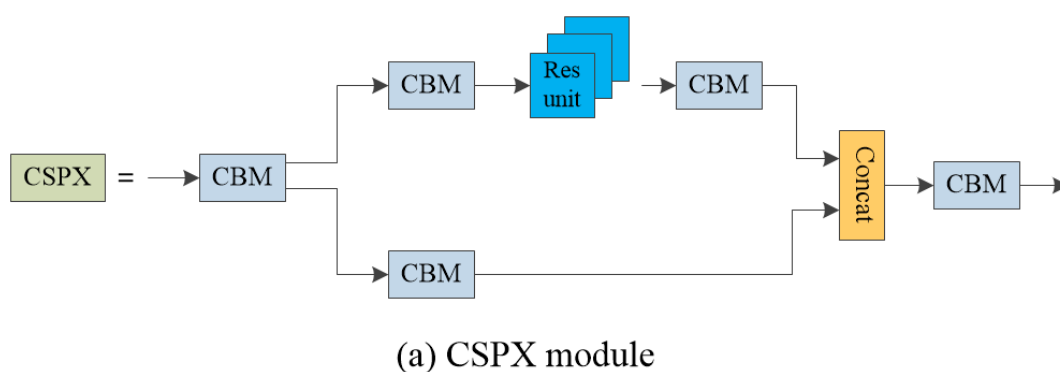 CBM
Res
unit
CBM
CSPX
=
CBM
Concat
CBM
CBM
(a) CSPX module